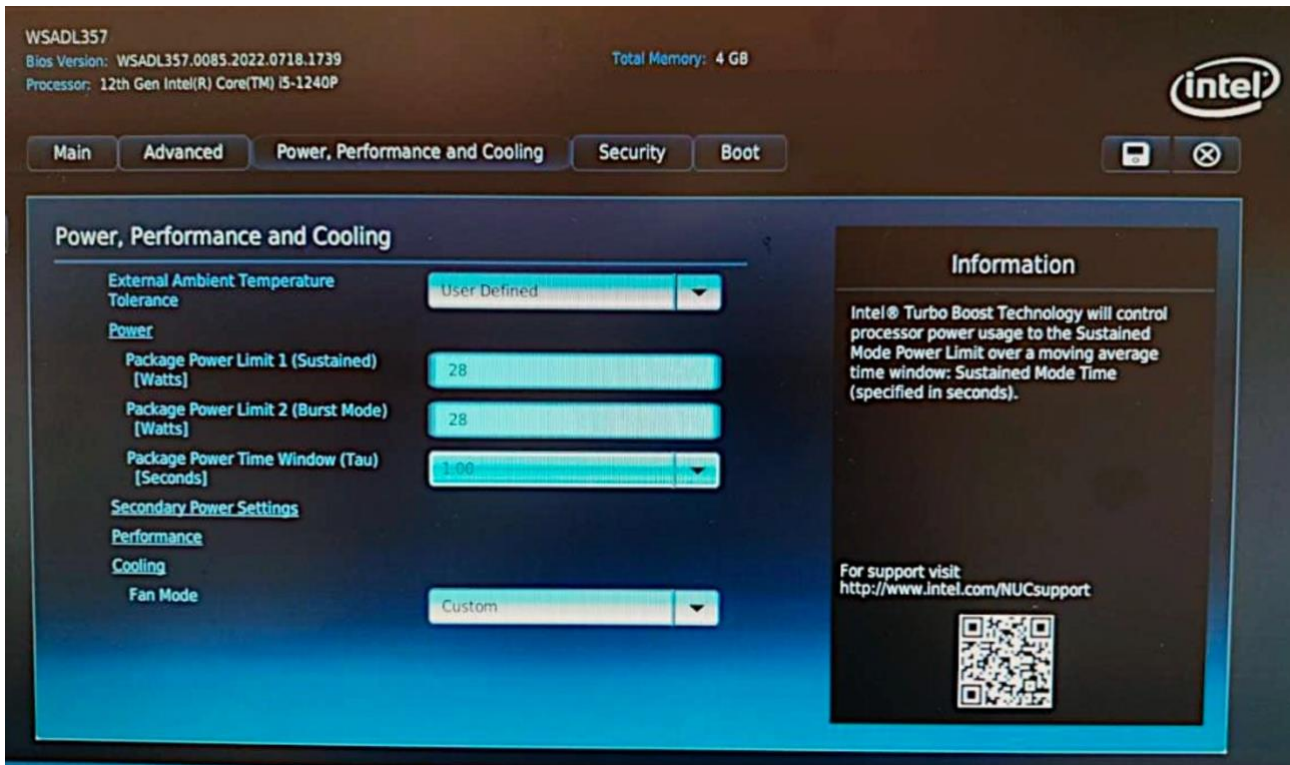 WSADL357
Bios Version: WSADL357.0085.2022.0718.1739
Total Memory: 4 GB
Processor: 12th Gen Intel(R) Core(TM) i5-1240P
intel
Main
Advanced
Power, Performance and Cooling
Security
Boot
Power, Performance and Cooling
External Ambient Temperature
Tolerance
User Defined
Power
Package Power Limit 1 (Sustained)
[Watts]
28
Package Power Limit 2 (Burst Mode)
[Watts]
28
Package Power Time Window (Tau)
[Seconds]
1.00
Secondary Power Settings
Performance
Cooling
Fan Mode
Custom
Information
Intel® Turbo Boost Technology will control
processor power usage to the Sustained
Mode Power Limit over a moving average
time window: Sustained Mode Time
(specified in seconds).
For support visit
http://www.intel.com/NUCsupport